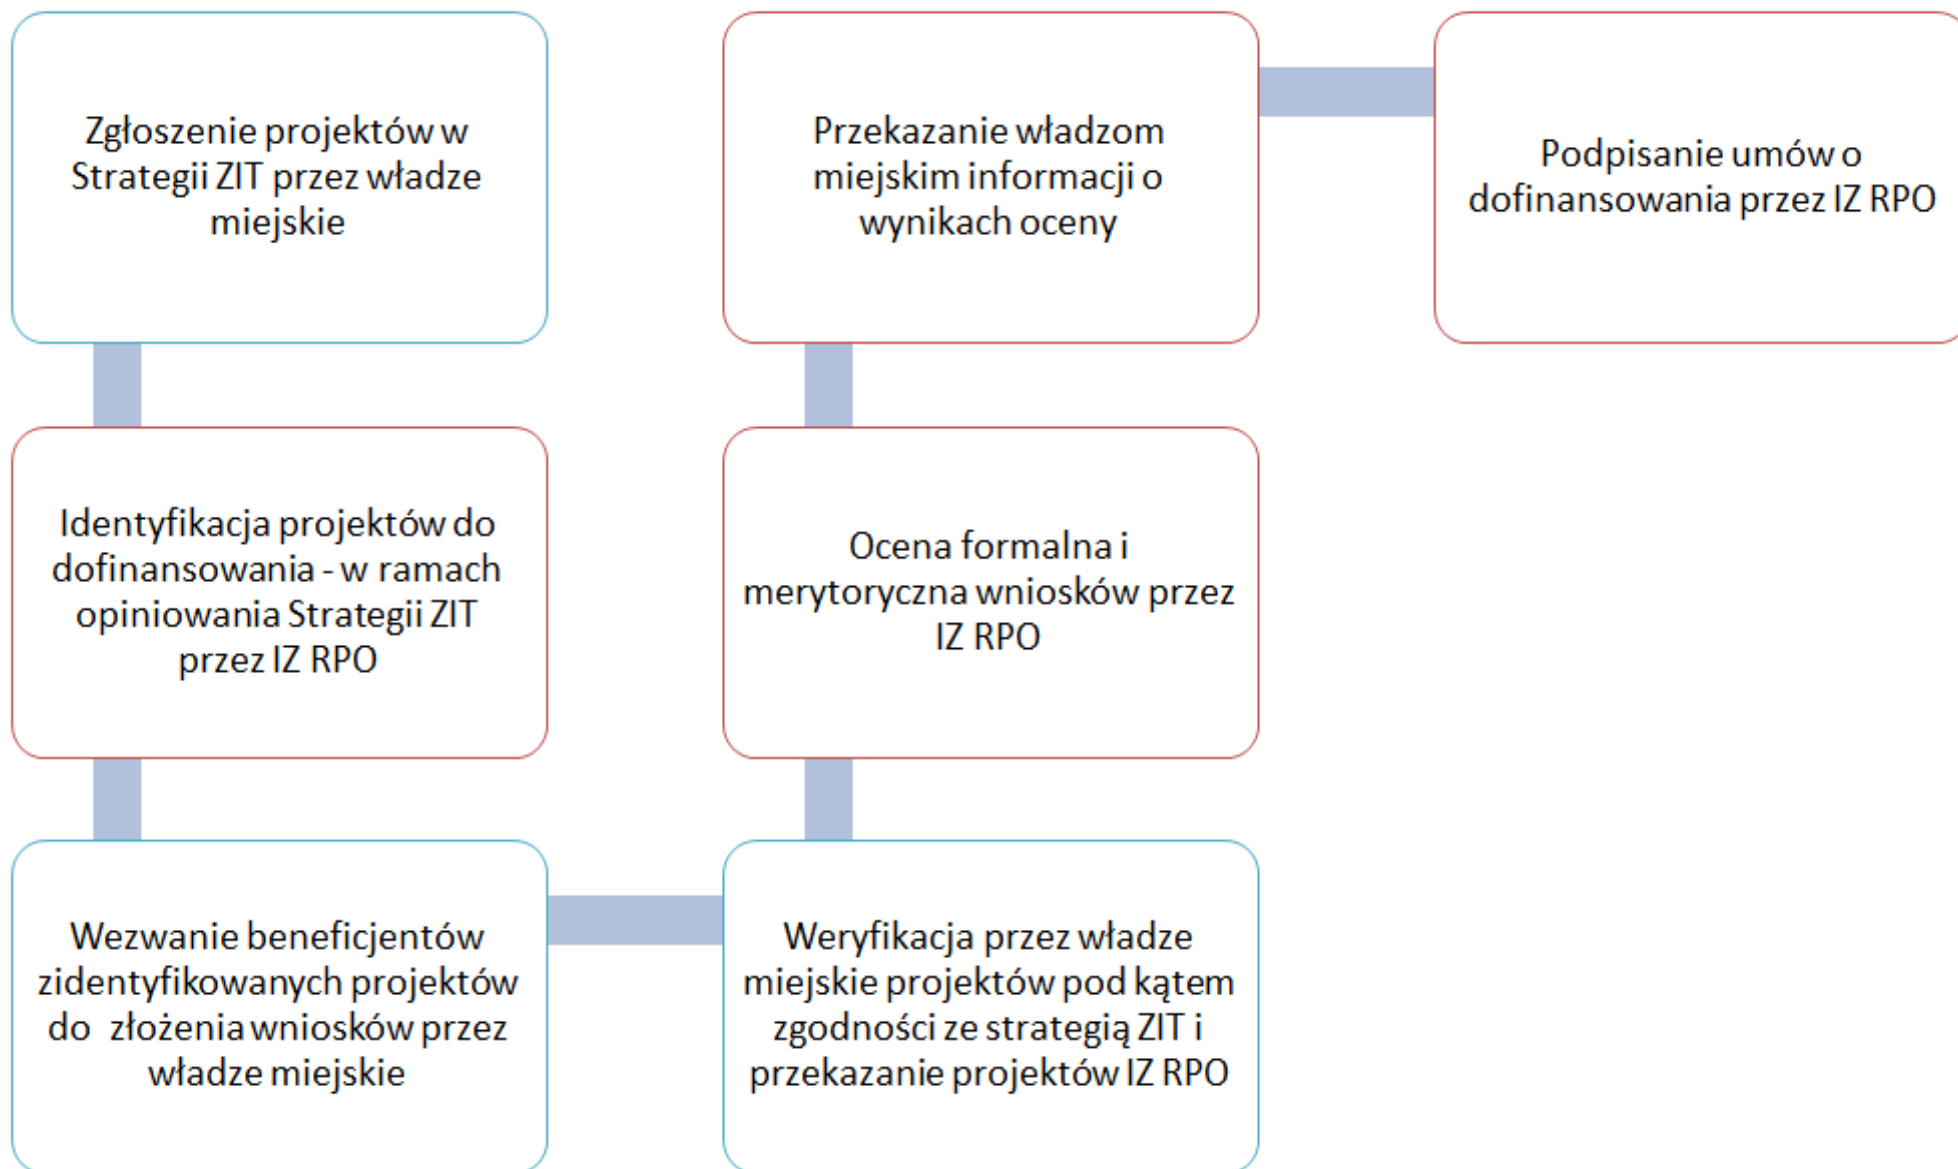 Zgłoszenie projektów w
Strategii ZIT przez władze
miejskie
Identyfikacja projektów do
dofinansowania - w ramach
opiniowania Strategii ZIT
przez IZ RPO
Wezwanie beneficjentów
zidentyfikowanych projektów
do złożenia wniosków przez
władze miejskie
Weryfikacja przez władze
miejskie projektów pod kątem
zgodności ze strategią ZIT i
przekazanie projektów IZ RPO
Ocena formalna i
merytoryczna wniosków przez
IZ RPO
Przekazanie władzom
miejskim informacji o
wynikach oceny
Podpisanie umów o
dofinansowania przez IZ RPO